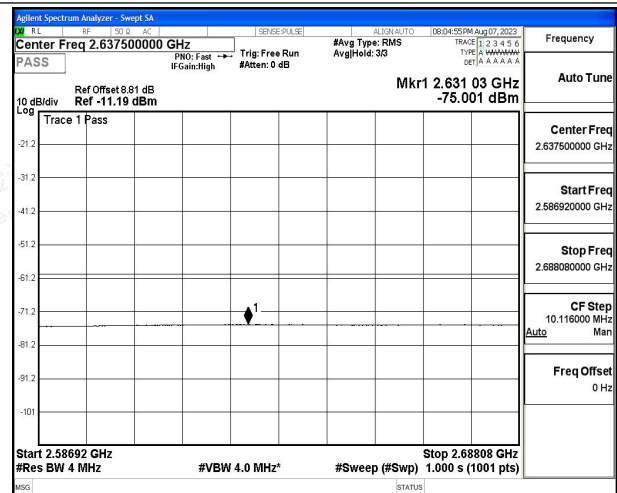 Agilent Spectrum Analyzer - Swept SA
RL RF 50 Ω AC SENSE:PULSE ALIGN AUTO 08:04:55 PM Aug 07, 2023
Center Freq 2.637500000 GHz
PASS
PNO: Fast
IFGain:High
Trig: Free Run
#Atten: 0 dB
#Avg Type: RMS
Avg|Hold: 3/3
TRACE 1 2 3 4 5 6
TYPE A WWWWW
DET A A A A A A
Ref Offset 8.81 dB
10 dB/div Ref -11.19 dBm
Log
Mkr1 2.631 03 GHz
-75.001 dBm
Trace 1 Pass
-21.2
-31.2
-41.2
-51.2
-61.2
-71.2
-81.2
-91.2
-101
1
Start 2.58692 GHz Stop 2.68808 GHz
#Res BW 4 MHz #VBW 4.0 MHz* #Sweep (#Swp) 1.000 s (1001 pts)
MSG STATUS
Frequency
Auto Tune
Center Freq
2.637500000 GHz
Start Freq
2.586920000 GHz
Stop Freq
2.688080000 GHz
CF Step
10.116000 MHz
Auto Man
Freq Offset
0 Hz